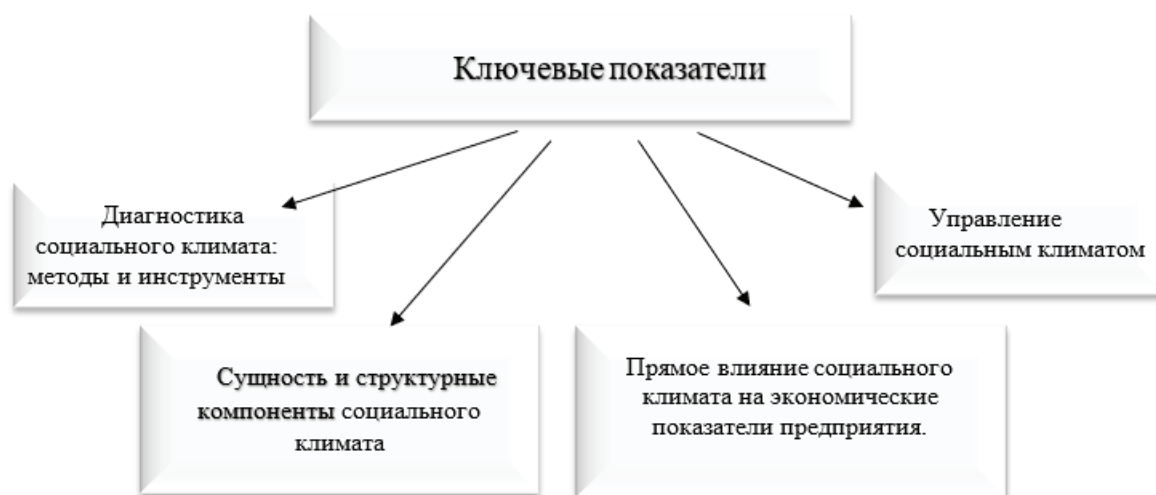 Ключевые показатели
Диагностика
социального климата:
методы и инструменты
Управление
социальным климатом
Сущность и структурные
компоненты социального
климата
Прямое влияние социального
климата на экономические
показатели предприятия.